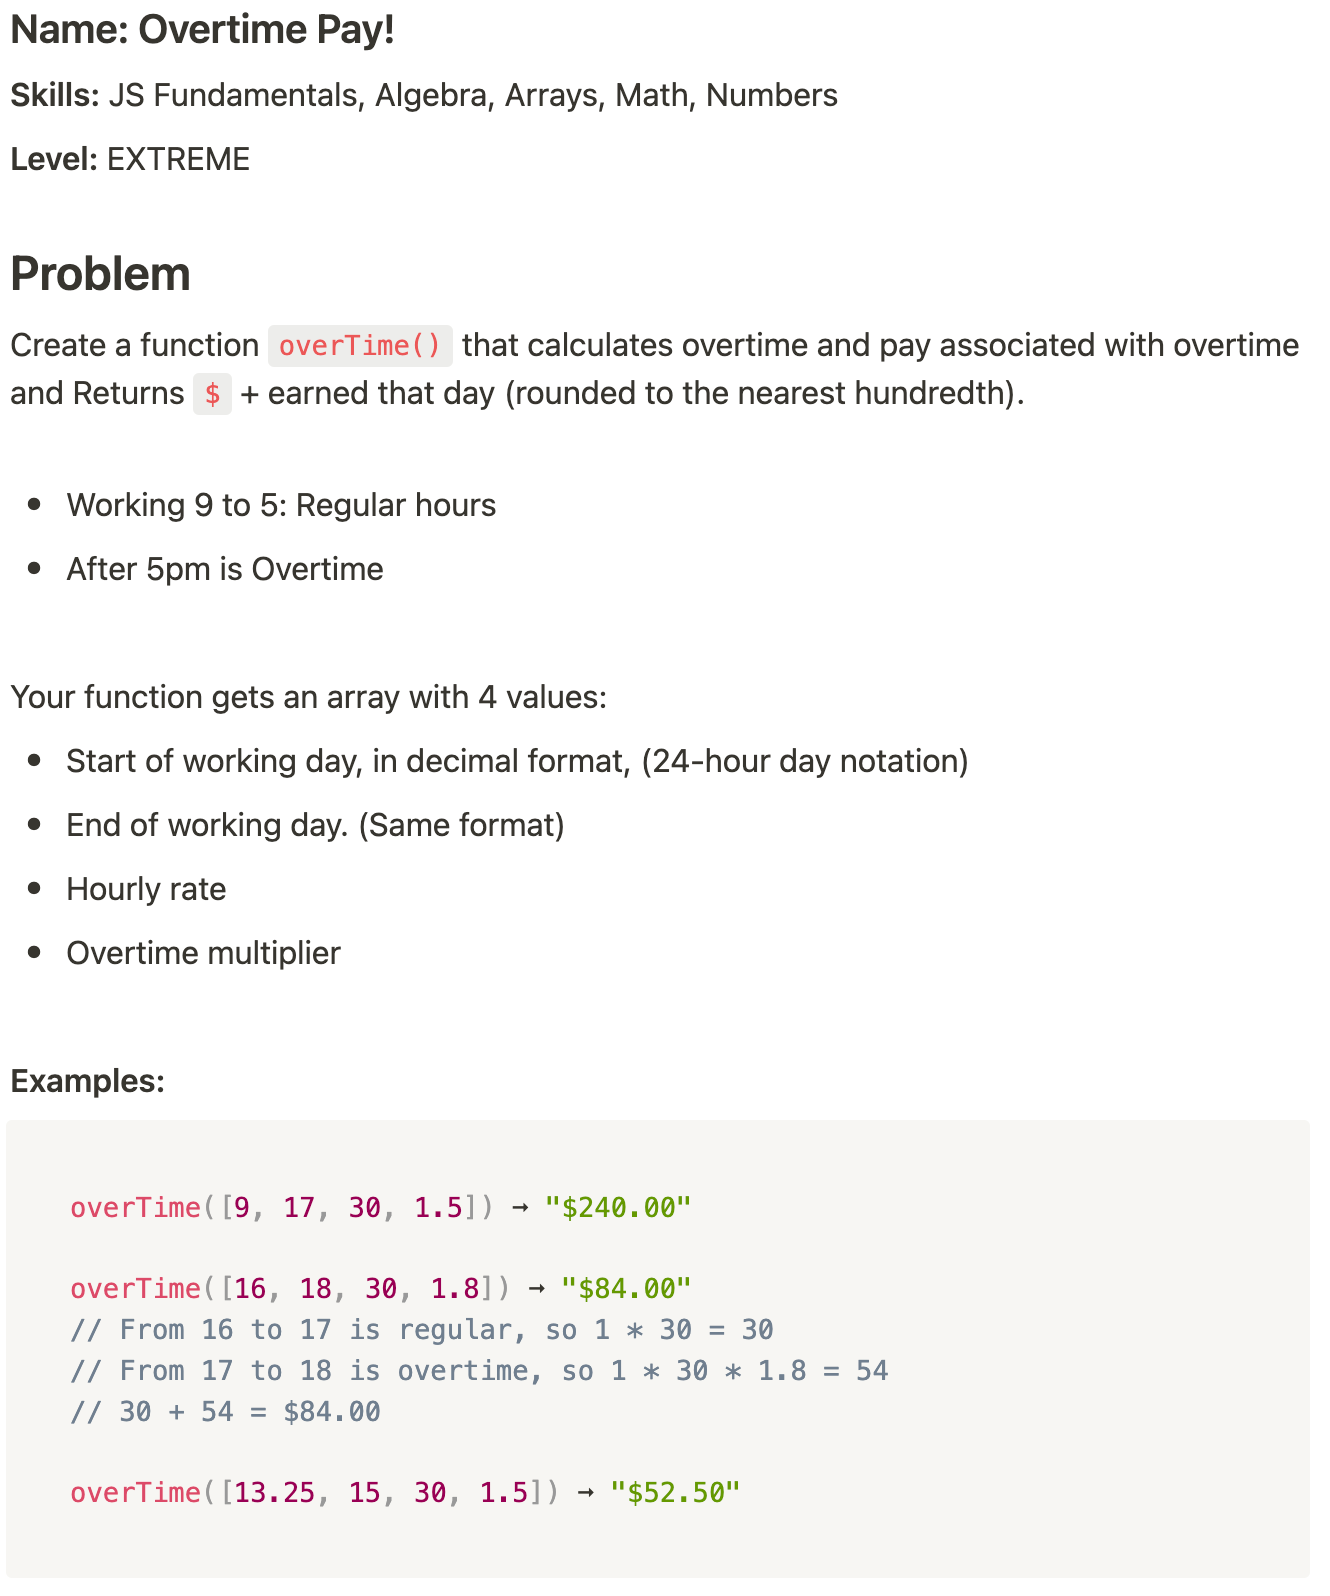 Name: Overtime Pay!
Skills: JS Fundamentals, Algebra, Arrays, Math, Numbers
Level: EXTREME
Problem
Create a function overTime() that calculates overtime and pay associated with overtime
and Returns $ + earned that day (rounded to the nearest hundredth).
• Working 9 to 5: Regular hours
• After 5pm is Overtime
Your function gets an array with 4 values:
• Start of working day, in decimal format, (24-hour day notation)
• End of working day. (Same format)
• Hourly rate
• Overtime multiplier
Examples:
overTime([9, 17, 30, 1.5]) → "$240.00"
overTime([16, 18, 30, 1.8]) → "$84.00"
// From 16 to 17 is regular, so 1 * 30 = 30
// From 17 to 18 is overtime, so 1 * 30 * 1.8 = 54
// 30 + 54 = $84.00
overTime([13.25, 15, 30, 1.5]) → "$52.50"